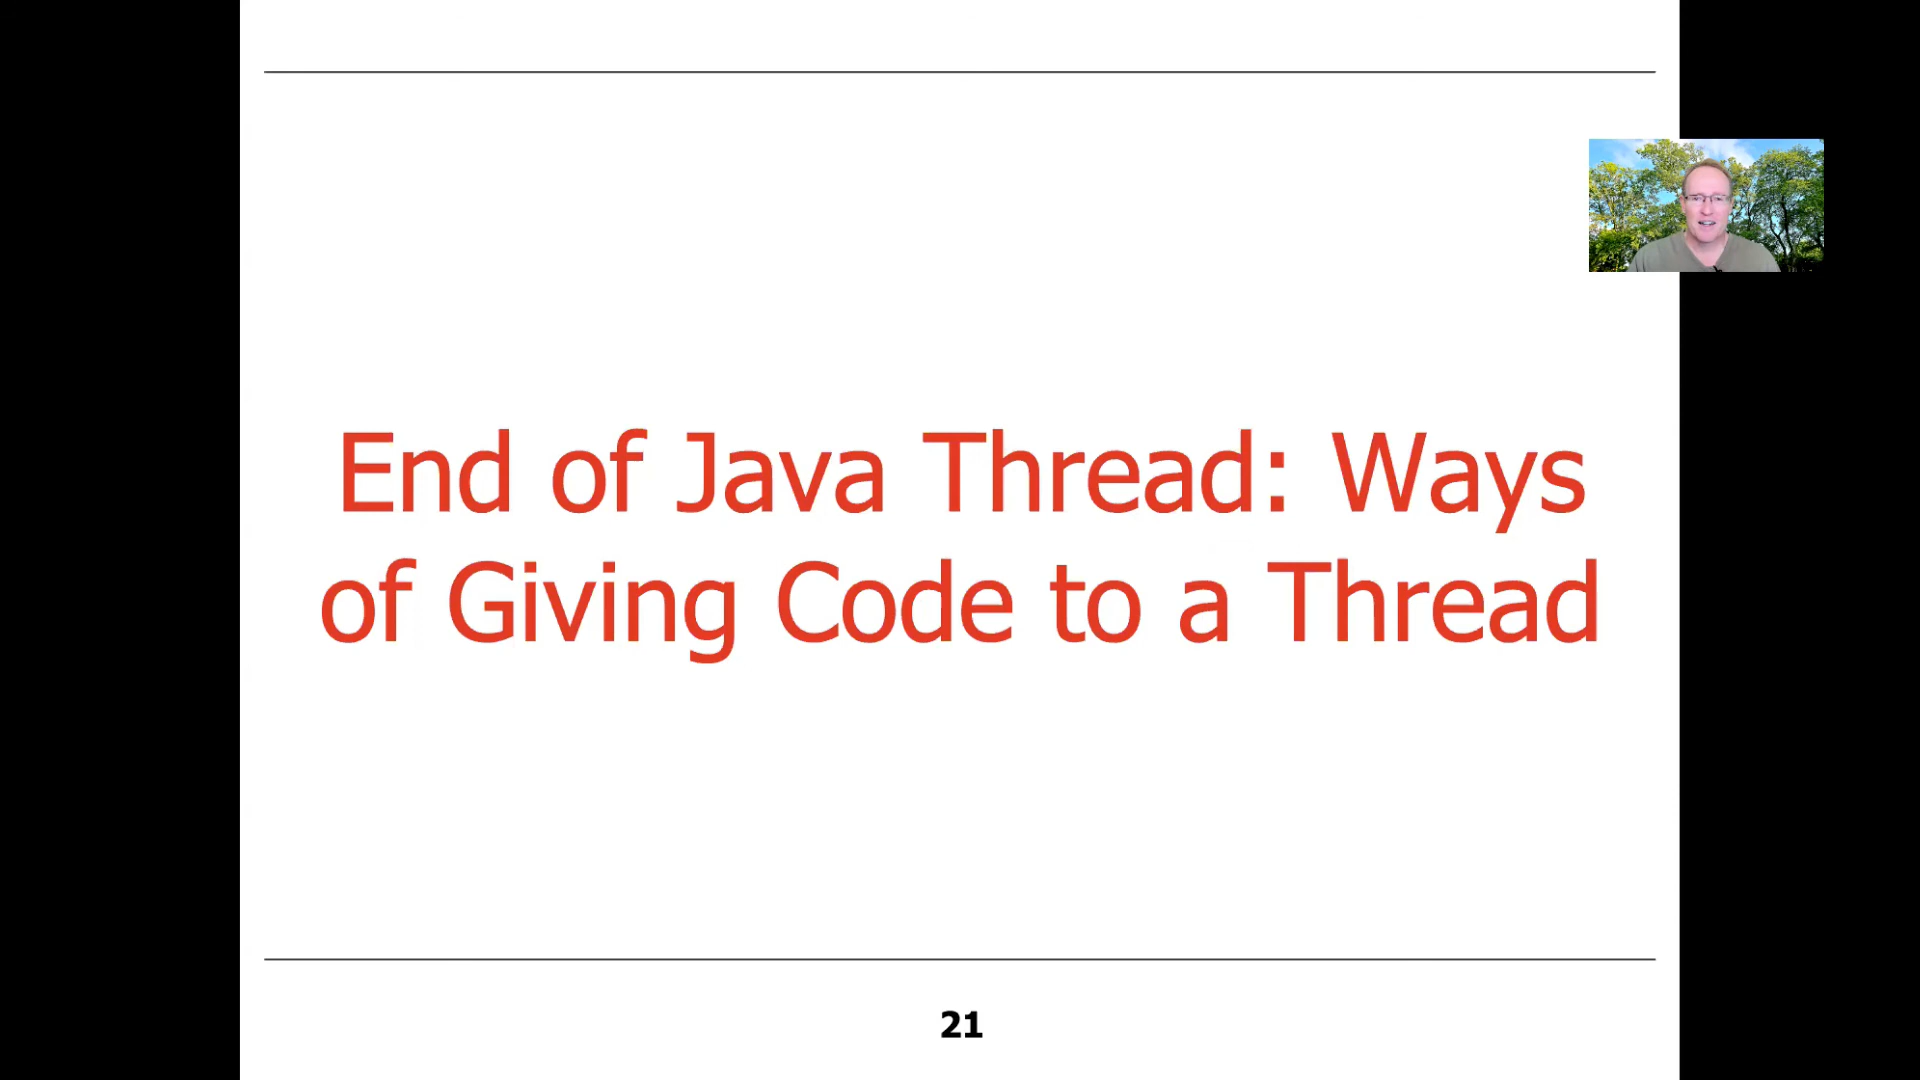 End of Java Thread: Ways
of Giving Code to a Thread
21